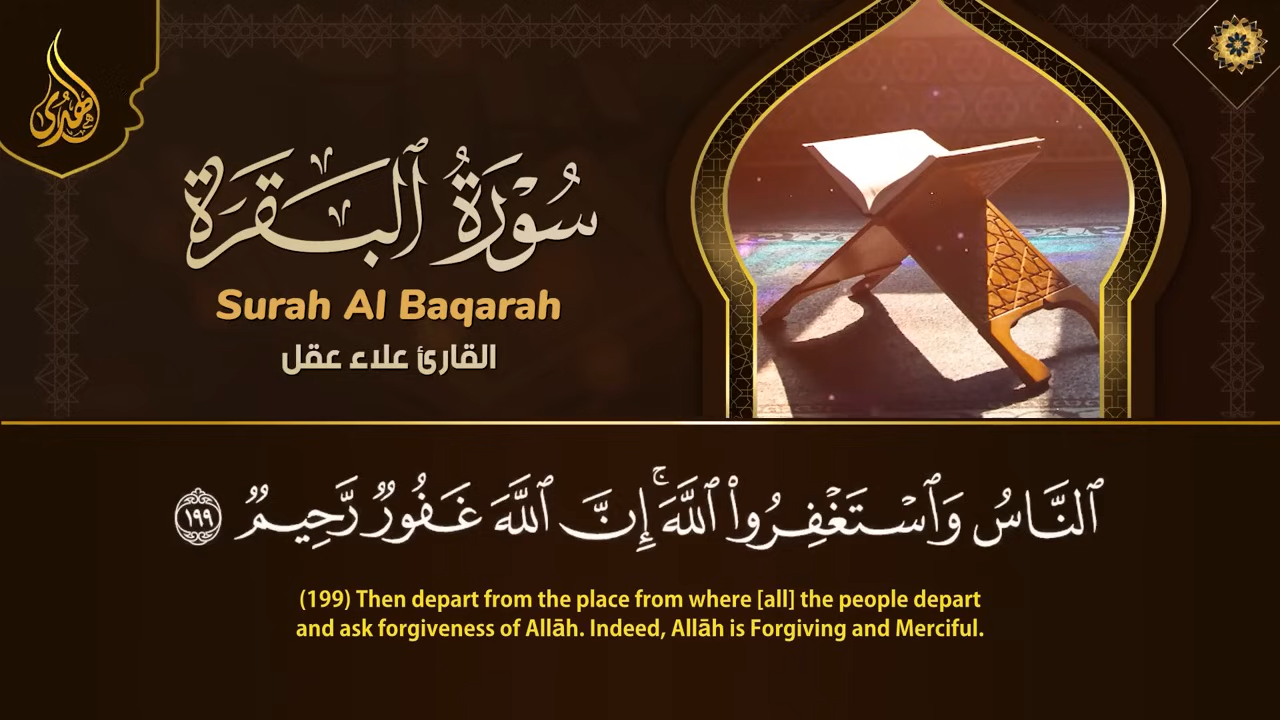 هدى
سُوْرَةُ ٱلْبَقَرَة
Surah Al Baqarah
القارئ علاء عقل
ٱلنَّاسُ وَٱسْتَغْفِرُوا۟ ٱللَّهَ ۚ إِنَّ ٱللَّهَ غَفُورٌ رَّحِيمٌ ١٩٩
(199) Then depart from the place from where [all] the people depart
and ask forgiveness of Allāh. Indeed, Allāh is Forgiving and Merciful.